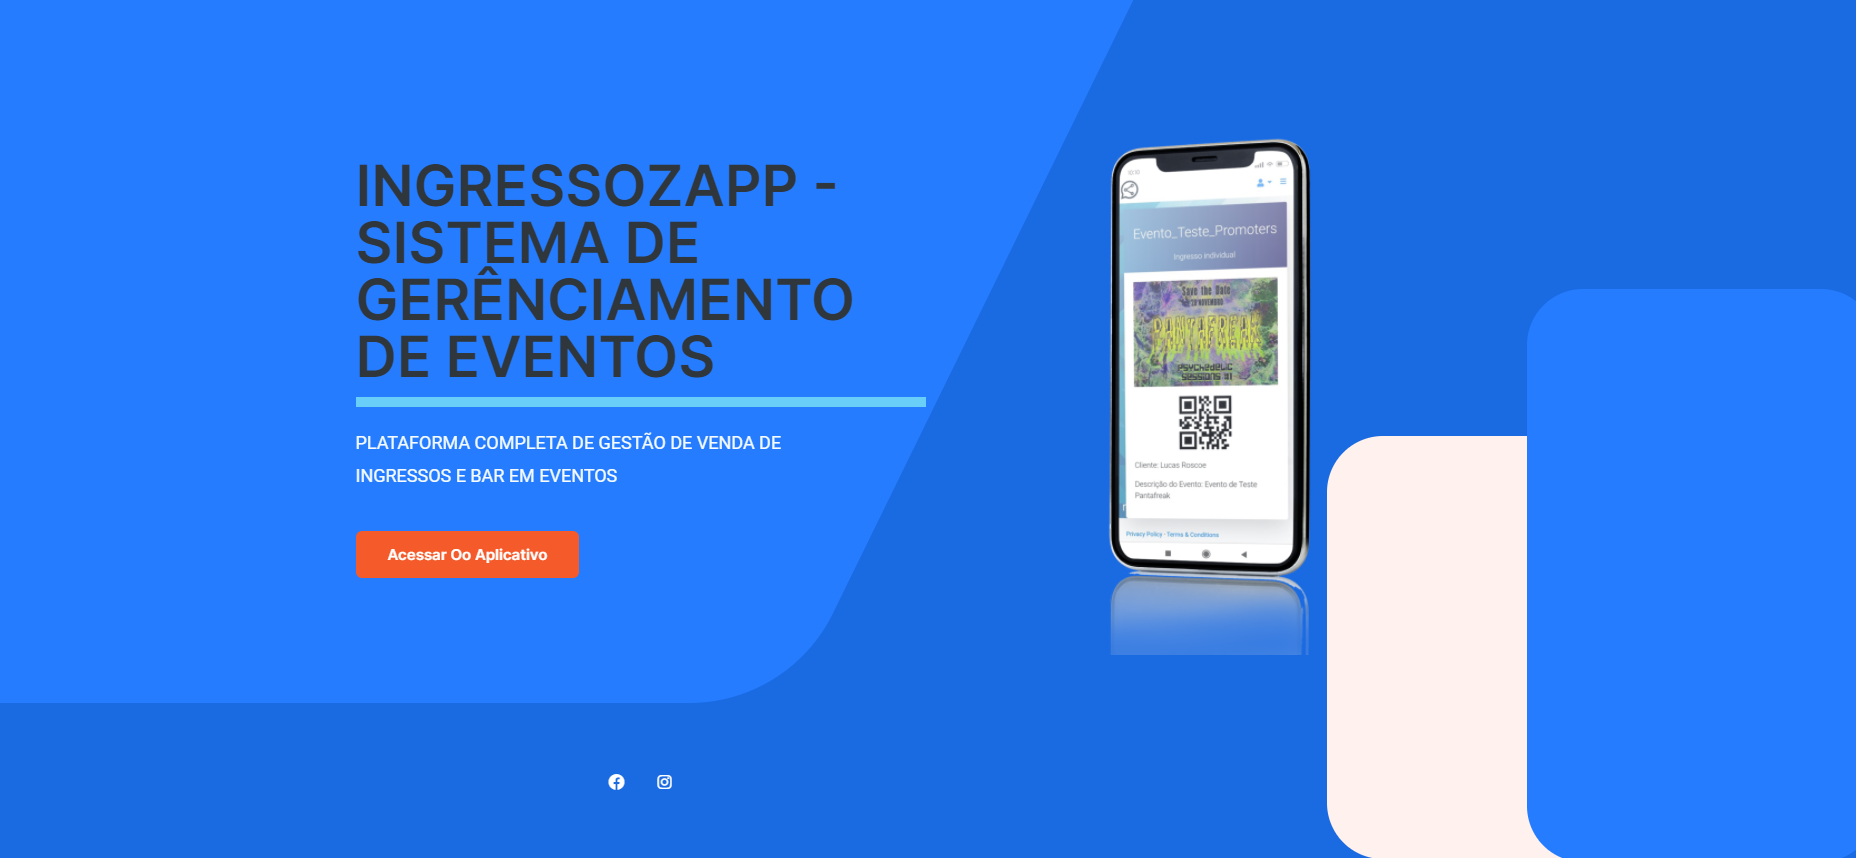 INGRESSOZAPP -
SISTEMA DE
GERÊNCIAMENTO
DE EVENTOS
PLATAFORMA COMPLETA DE GESTÃO DE VENDA DE
INGRESSOS E BAR EM EVENTOS
Acessar Oo Aplicativo
Evento_Teste_Promoters
Ingresso individual
Save the Date
PANTAFREAK
PSYChedelic
Sessions #1
Cliente: Lucas Roscoe
Descrição do Evento: Evento de Teste
Pantafreak
Privacy Policy - Terms & Conditions